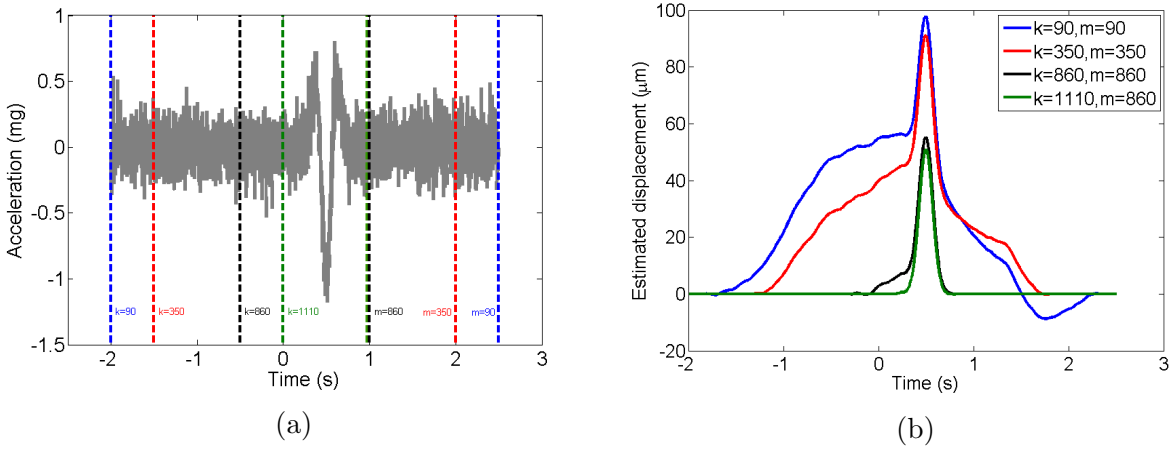 1
0.5
0
-0.5
-1
-1.5
Acceleration (mg)
k=90
k=350
k=860
k=1110
m=860
m=350
m=90
-2
-1
0
1
2
3
Time (s)
(a)
100
80
60
40
20
0
-20
Estimated displacement (μm)
k=90,m=90
k=350,m=350
k=860,m=860
k=1110,m=860
-2
-1
0
1
2
3
Time (s)
(b)